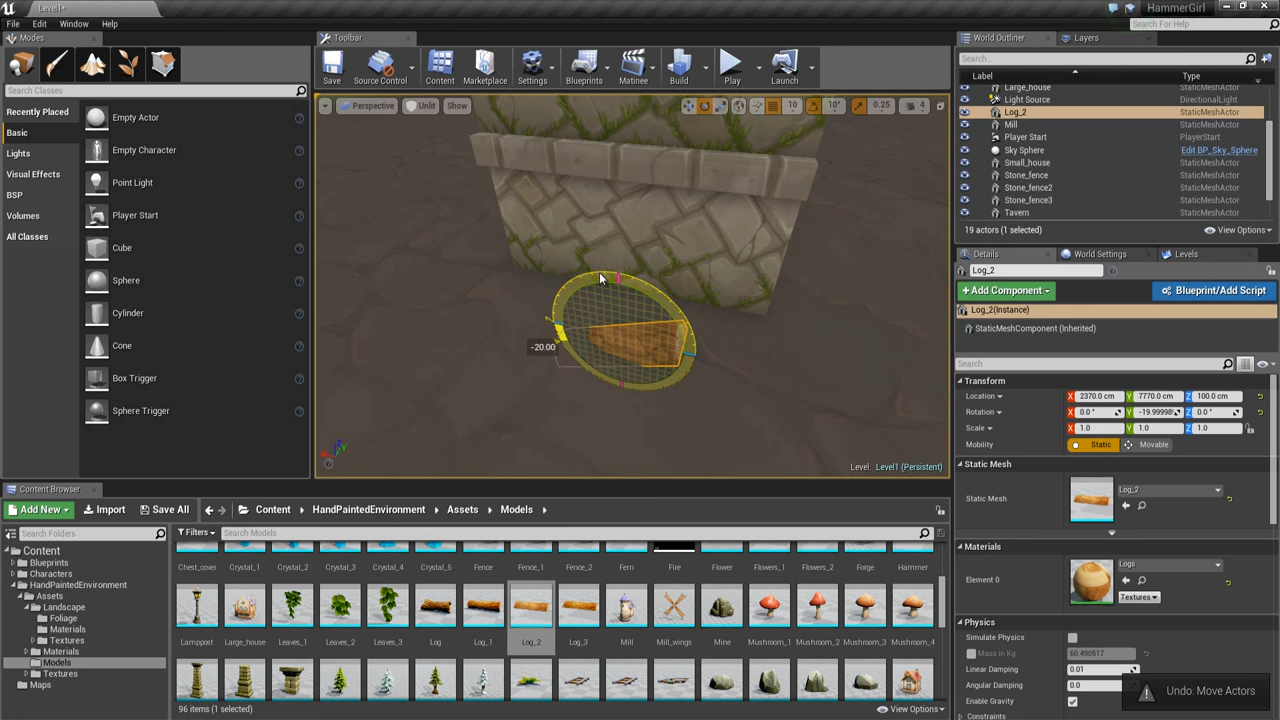 Level1*
HammerGirl
File Edit Window Help
Search For Help
Modes
Toolbar
World Outliner Layers
Save Source Control Content Marketplace Settings Blueprints Matinee Build Play Launch
Search Classes
Search...
Label Type
Recently Placed
Basic
Lights
Visual Effects
BSP
Volumes
All Classes
Empty Actor
Empty Character
Point Light
Player Start
Cube
Sphere
Cylinder
Cone
Box Trigger
Sphere Trigger
Perspective Unlit Show
10 10° 0.25 4
-20.00
Level: Level1 (Persistent)
Large_house StaticMeshActor
Light Source DirectionalLight
Log_2 StaticMeshActor
Mill StaticMeshActor
Player Start PlayerStart
Sky Sphere Edit BP_Sky_Sphere
Small_house StaticMeshActor
Stone_fence StaticMeshActor
Stone_fence2 StaticMeshActor
Stone_fence3 StaticMeshActor
Tavern StaticMeshActor
19 actors (1 selected) View Options
Details World Settings Levels
Log_2
+Add Component Blueprint/Add Script
Log_2(Instance)
StaticMeshComponent (Inherited)
Search
Transform
Location X 2370.0 cm Y 7770.0 cm Z 100.0 cm
Rotation X 0.0 ° Y -19.99998° Z 0.0 °
Scale X 1.0 Y 1.0 Z 1.0
Mobility Static Movable
Static Mesh
Static Mesh Log_2
Materials
Element 0 Logs
Textures
Physics
Simulate Physics
Mass in Kg 60.490517
Linear Damping 0.01
Angular Damping 0.0
Enable Gravity
Constraints
Undo: Move Actors
Content Browser
Add New Import Save All Content HandPaintedEnvironment Assets Models
Search Folders
Filters Search Models
Content
Blueprints
Characters
HandPaintedEnvironment
Assets
Landscape
Foliage
Materials
Textures
Materials
Models
Textures
Maps
Chest_cover Crystal_1 Crystal_2 Crystal_3 Crystal_4 Crystal_5 Fence Fence_1 Fence_2 Fern Fire Flower Flowers_1 Flowers_2 Forge Hammer
Lamppost Large_house Leaves_1 Leaves_2 Leaves_3 Log Log_1 Log_2 Log_3 Mill Mill_wings Mine Mushroom_1 Mushroom_2 Mushroom_3 Mushroom_4
96 items (1 selected) View Options